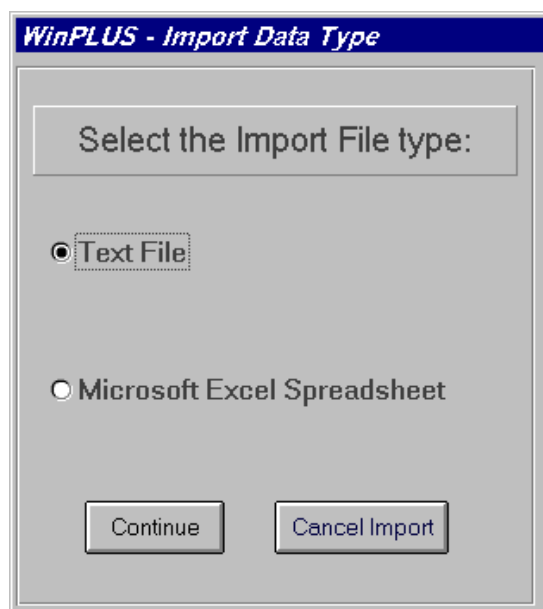 WinPLUS - Import Data Type
Select the Import File type:
Text File
Microsoft Excel Spreadsheet
Continue Cancel Import